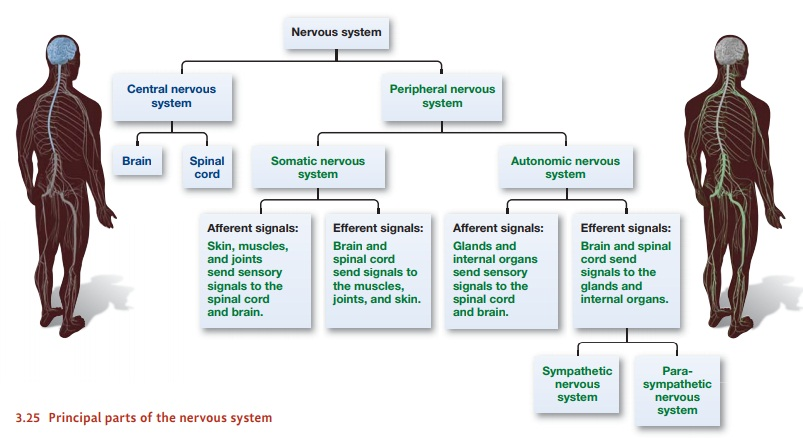 Nervous system
Central nervous
system
Peripheral nervous
system
Brain
Spinal
cord
Somatic nervous
system
Autonomic nervous
system
Afferent signals:
Skin, muscles,
and joints
send sensory
signals to the
spinal cord
and brain.
Efferent signals:
Brain and
spinal cord
send signals to
the muscles,
joints, and skin.
Afferent signals:
Glands and
internal organs
send sensory
signals to the
spinal cord
and brain.
Efferent signals:
Brain and spinal
cord send
signals to the
glands and
internal organs.
Sympathetic
nervous
system
Para-
sympathetic
nervous
system
3.25 Principal parts of the nervous system